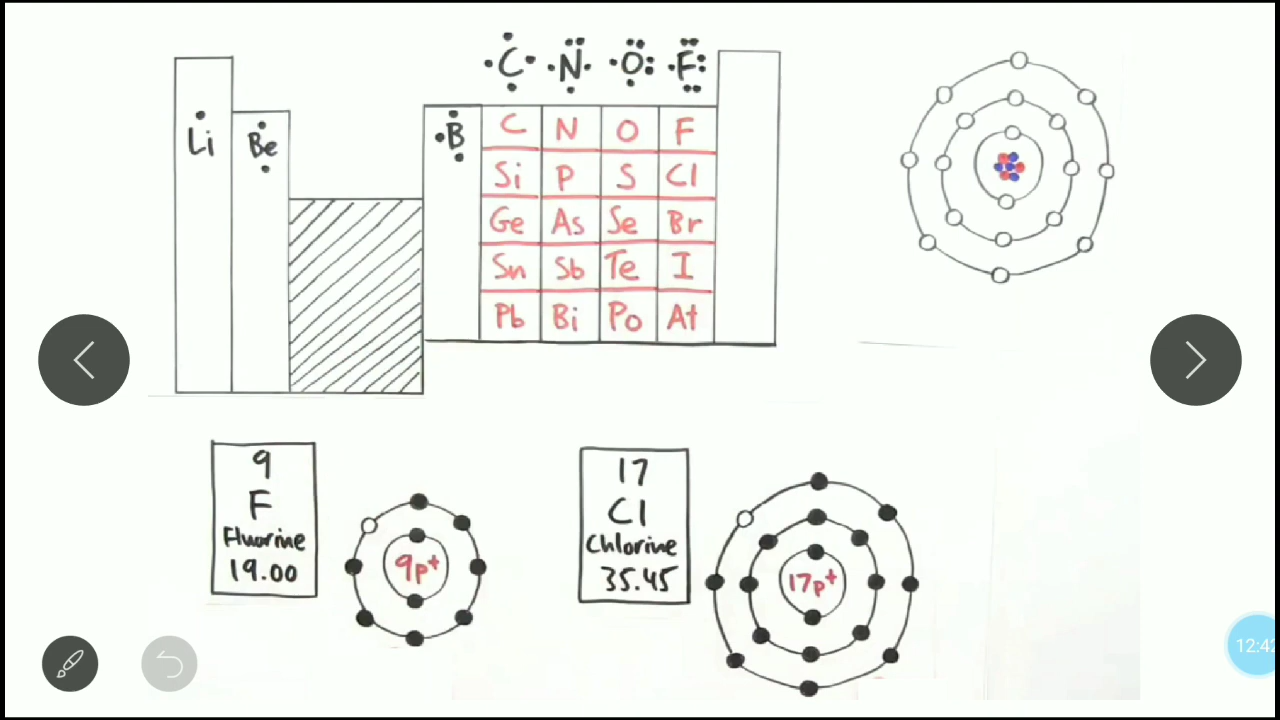 C N O F
Li Be B C N O F
Si P S Cl
Ge As Se Br
Sn Sb Te I
Pb Bi Po At
9
F
Fluorine
19.00
9p+
17
Cl
Chlorine
35.45
17p+
12:42